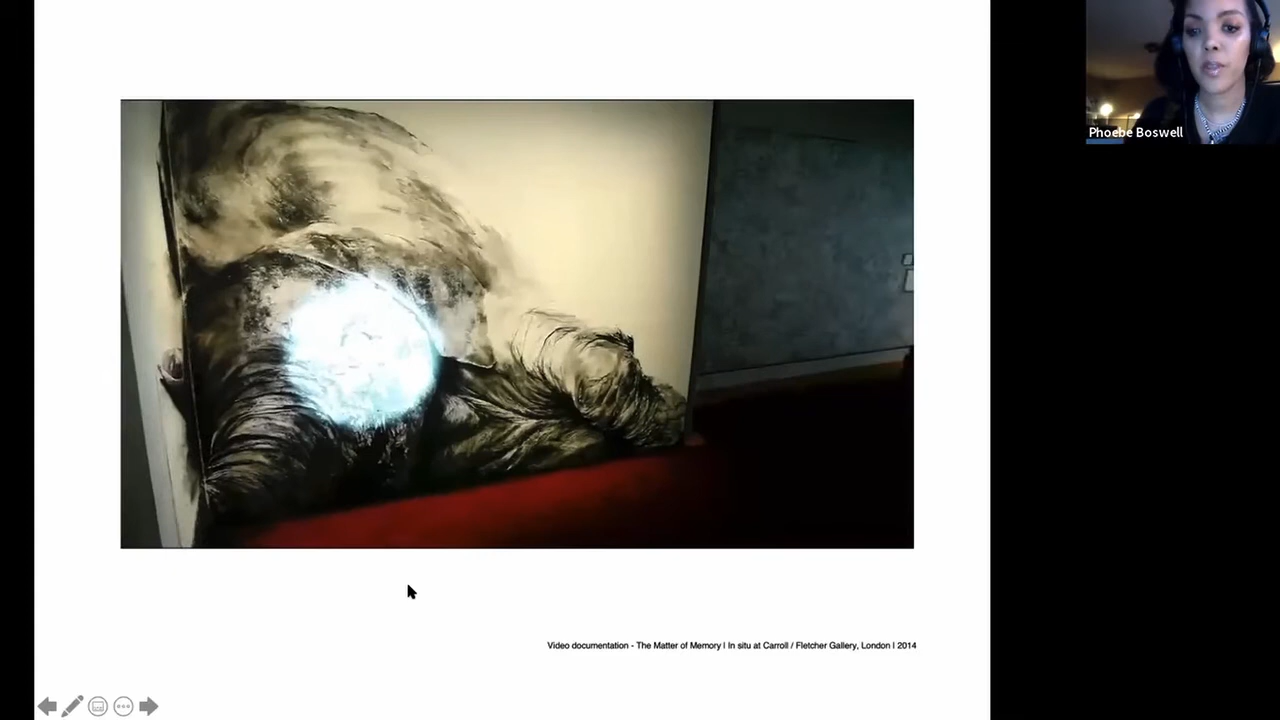 Phoebe Boswell
Video documentation - The Matter of Memory | In situ at Carroll / Fletcher Gallery, London | 2014